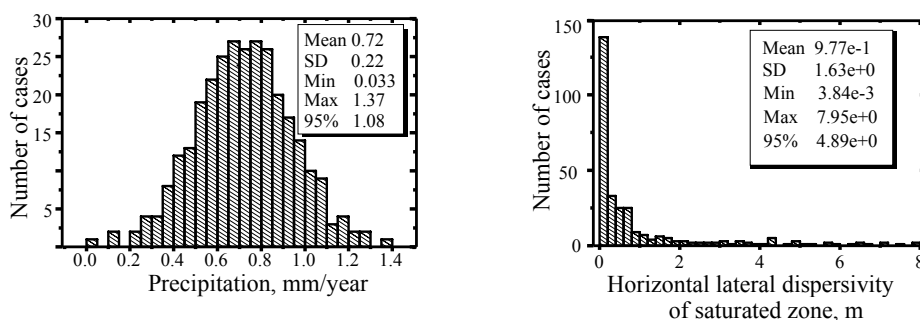 30
25
20
15
10
5
Number of cases
Mean 0.72
SD 0.22
Min 0.033
Max 1.37
95% 1.08
0.0 0.2 0.4 0.6 0.8 1.0 1.2 1.4
Precipitation, mm/year
150
100
50
0
Number of cases
Mean 9.77e-1
SD 1.63e+0
Min 3.84e-3
Max 7.95e+0
95% 4.89e+0
0 2 4 6 8
Horizontal lateral dispersivity
of saturated zone, m